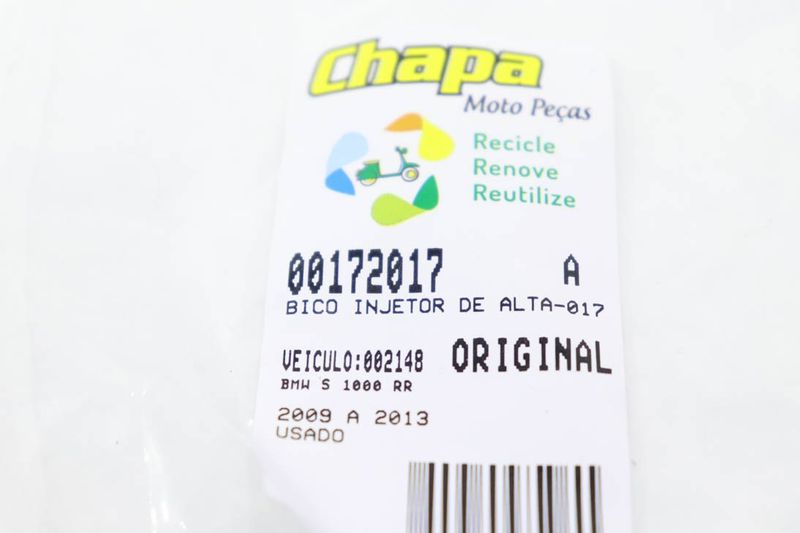 Chapa
Moto Peças
Recicle
Renove
Reutilize
00172017 A
BICO INJETOR DE ALTA-017
VEICULO:002148 ORIGINAL
BMW S 1000 RR
2009 A 2013
USADO